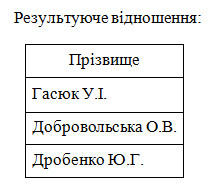 Результуюче відношення:
Прізвище
Гасюк У.І.
Добровольська О.В.
Дробенко Ю.Г.